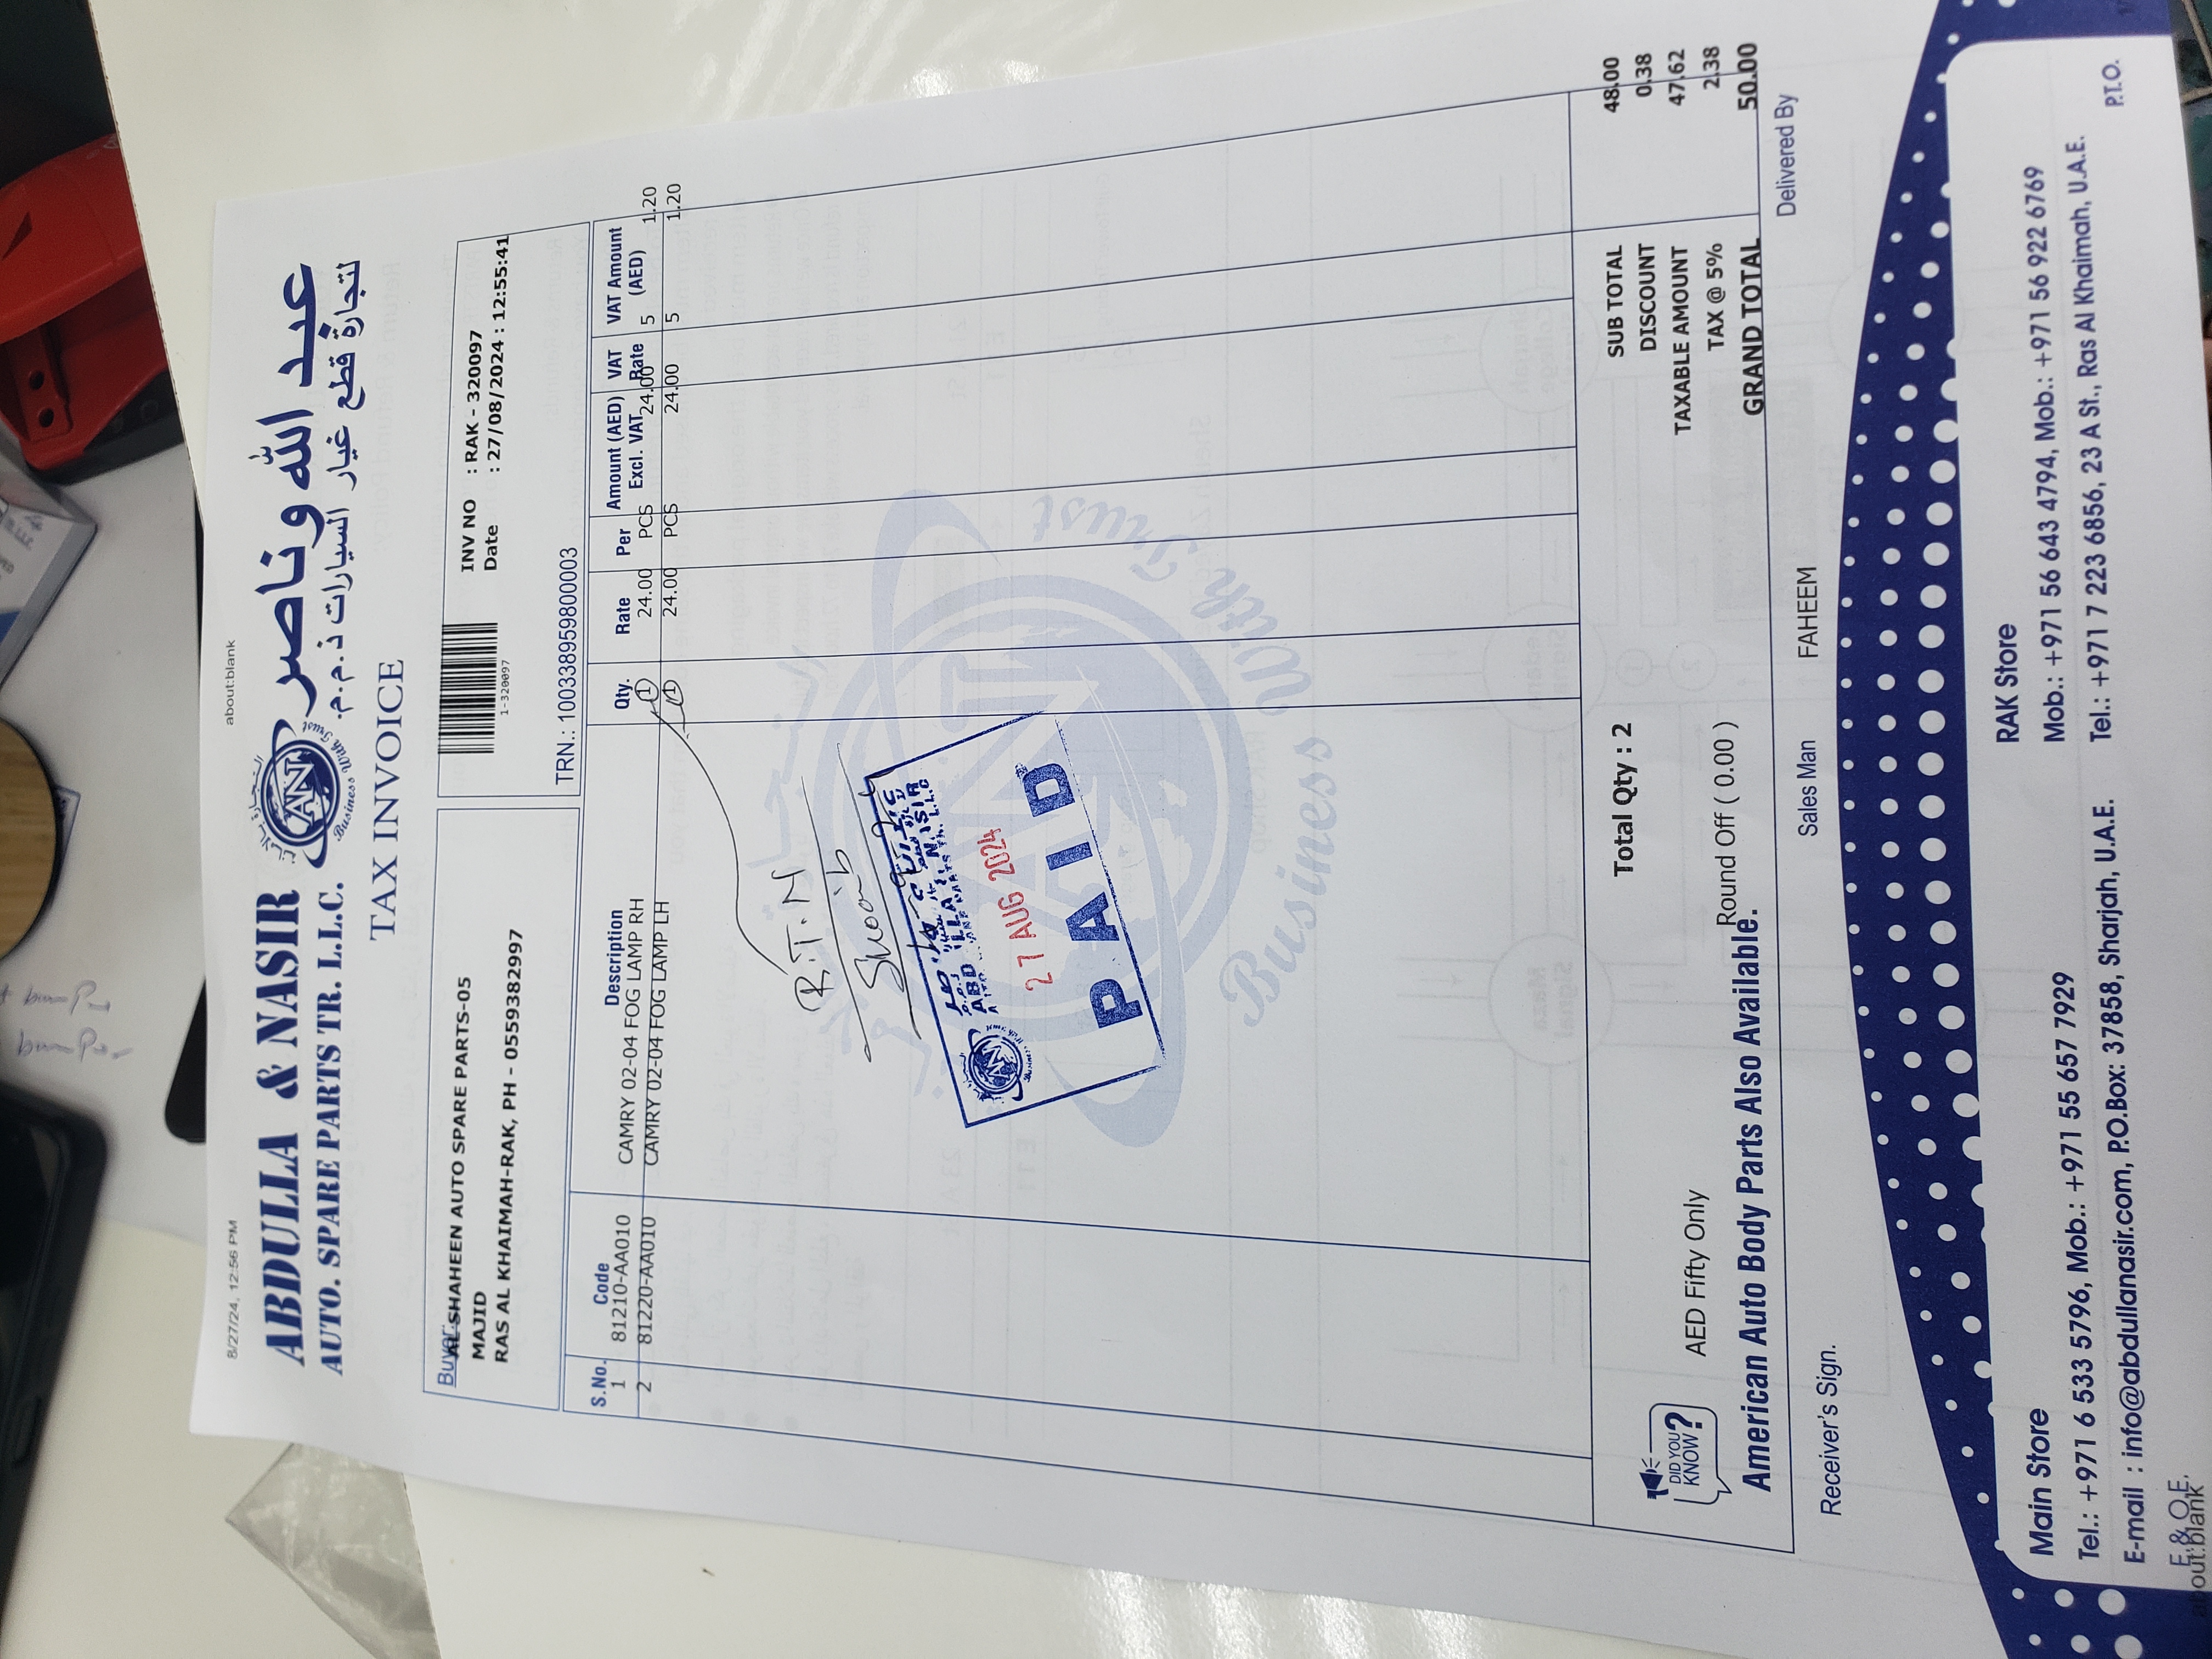 8/27/24, 12:56 PM about:blank
ABDULLA & NASIR عبد الله وناصر
AUTO. SPARE PARTS TR. L.L.C. لتجارة قطع غيار السيارات ذ.م.م.
AN
Business With Trust
TAX INVOICE
Buyer:
AL SHAHEEN AUTO SPARE PARTS-05
MAJID
RAS AL KHAIMAH-RAK, PH - 0559382997
1-320097
INV NO : RAK - 320097
Date : 27/08/2024 : 12:55:41
TRN.: 100338959800003
S.No. Code Description Qty. Rate Per Amount (AED) Excl. VAT VAT Rate VAT Amount (AED)
1 81210-AA010 CAMRY 02-04 FOG LAMP RH 1 24.00 PCS 24.00 5 1.20
2 81220-AA010 CAMRY 02-04 FOG LAMP LH 1 24.00 PCS 24.00 5 1.20
R.T.N
Shoaib
27 AUG 2024
PAID
Business With Trust
Total Qty : 2
SUB TOTAL 48.00
DISCOUNT 0.38
TAXABLE AMOUNT 47.62
TAX @ 5% 2.38
GRAND TOTAL 50.00
DID YOU KNOW?
AED Fifty Only
Round Off ( 0.00 )
American Auto Body Parts Also Available.
Receiver's Sign. Sales Man FAHEEM Delivered By
Main Store
Tel.: +971 6 533 5796, Mob.: +971 55 657 7929
E-mail : info@abdullanasir.com, P.O.Box: 37858, Sharjah, U.A.E.
RAK Store
Mob.: +971 56 643 4794, Mob.: +971 56 922 6769
Tel.: +971 7 223 6856, 23 A St., Ras Al Khaimah, U.A.E.
P.T.O.
E.& O.E.
about:blank